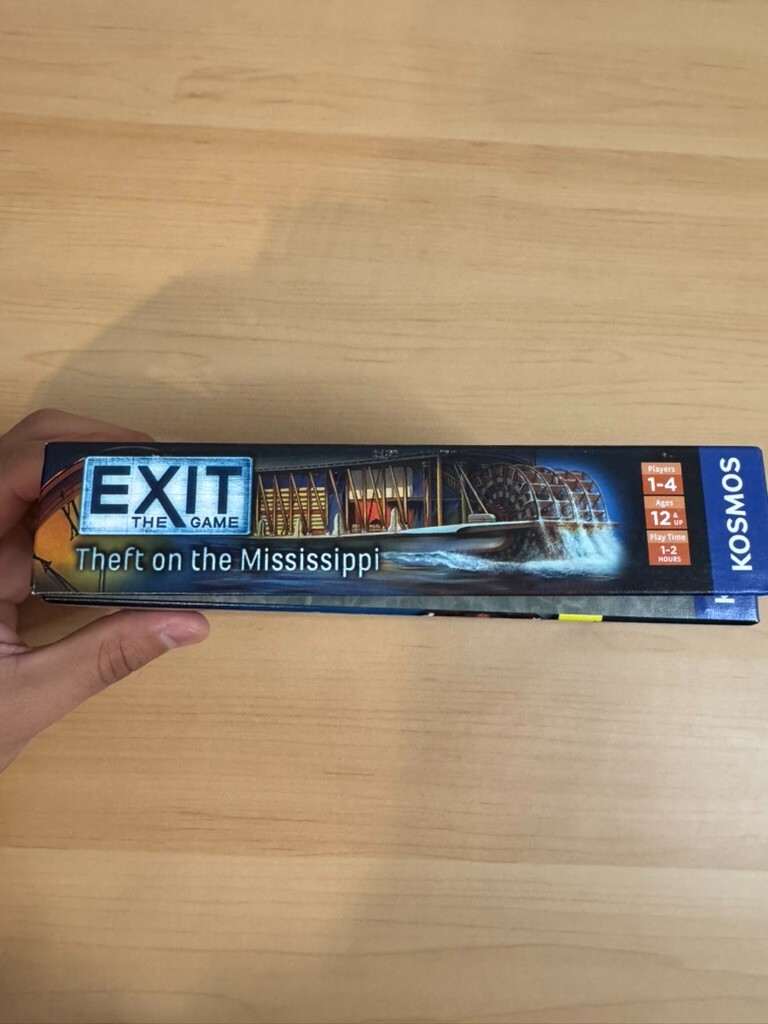 EXIT
THE GAME
Theft on the Mississippi
Players
1-4
Ages
12 & UP
Play Time
1-2
HOURS
KOSMOS